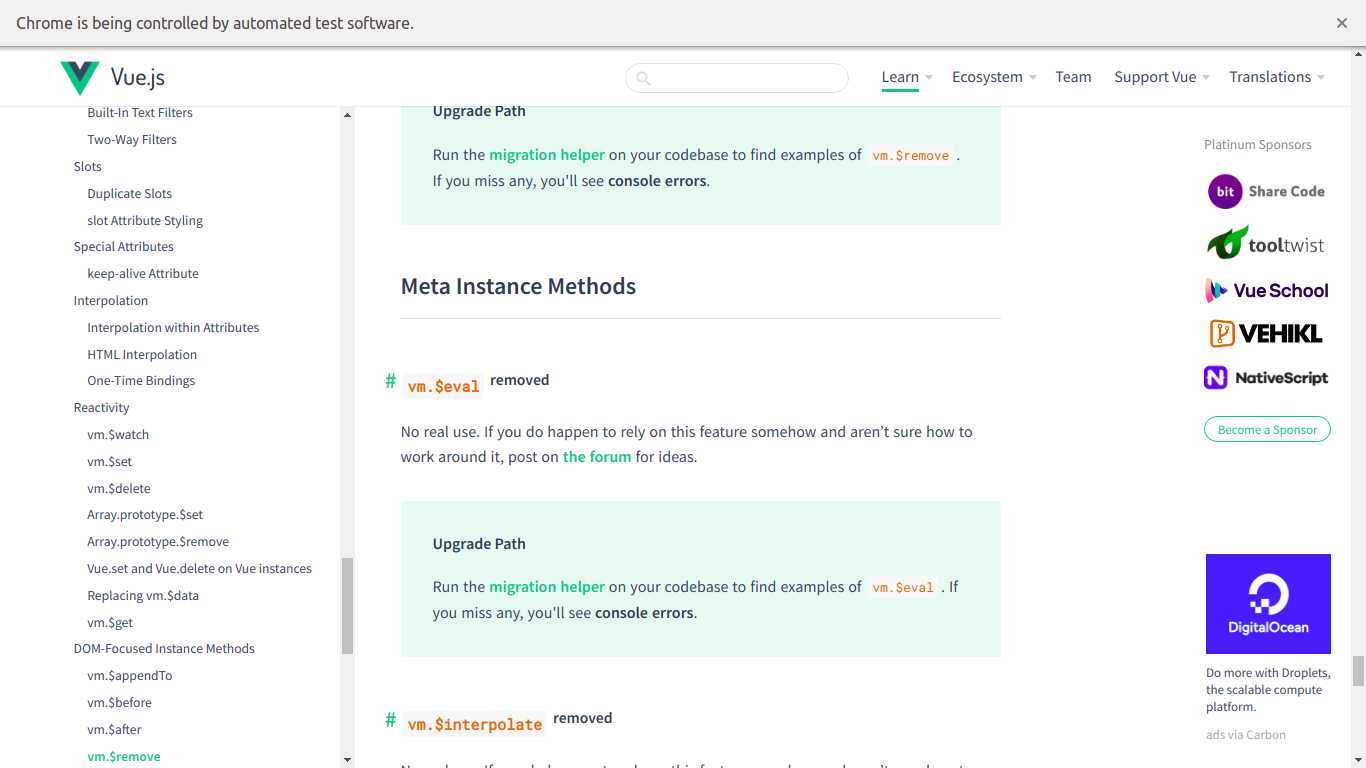 Chrome is being controlled by automated test software.
Vue.js
Learn
Ecosystem
Team
Support Vue
Translations
Built-In Text Filters
Two-Way Filters
Slots
Duplicate Slots
slot Attribute Styling
Special Attributes
keep-alive Attribute
Interpolation
Interpolation within Attributes
HTML Interpolation
One-Time Bindings
Reactivity
vm.$watch
vm.$set
vm.$delete
Array.prototype.$set
Array.prototype.$remove
Vue.set and Vue.delete on Vue instances
Replacing vm.$data
vm.$get
DOM-Focused Instance Methods
vm.$appendTo
vm.$before
vm.$after
vm.$remove
Upgrade Path
Run the migration helper on your codebase to find examples of vm.$remove .
If you miss any, you'll see console errors.
Meta Instance Methods
# vm.$eval removed
No real use. If you do happen to rely on this feature somehow and aren’t sure how to
work around it, post on the forum for ideas.
Upgrade Path
Run the migration helper on your codebase to find examples of vm.$eval . If
you miss any, you'll see console errors.
# vm.$interpolate removed
Platinum Sponsors
bit Share Code
tooltwist
Vue School
VEHIKL
NativeScript
Become a Sponsor
DigitalOcean
Do more with Droplets,
the scalable compute
platform.
ads via Carbon